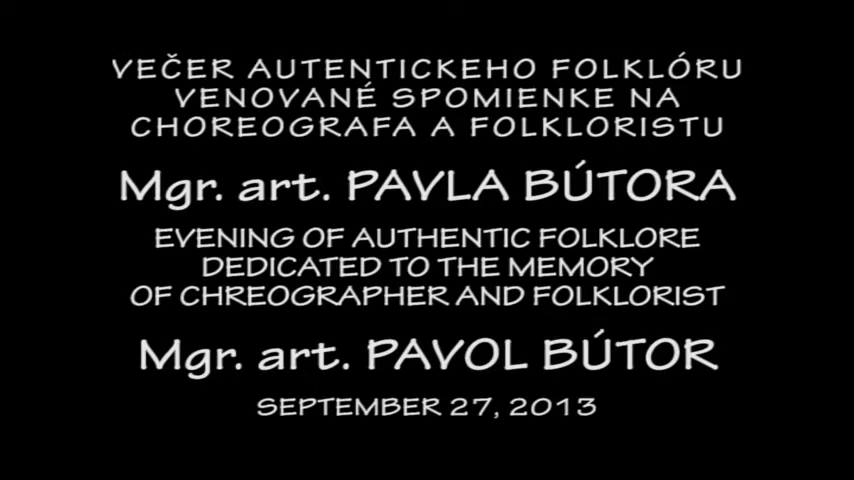 VEČER AUTENTICKEHO FOLKLÓRU
VENOVANÉ SPOMIENKE NA
CHOREOGRAFA A FOLKLORISTU
Mgr. art. PAVLA BÚTORA
EVENING OF AUTHENTIC FOLKLORE
DEDICATED TO THE MEMORY
OF CHREOGRAPHER AND FOLKLORIST
Mgr. art. PAVOL BÚTOR
SEPTEMBER 27, 2013